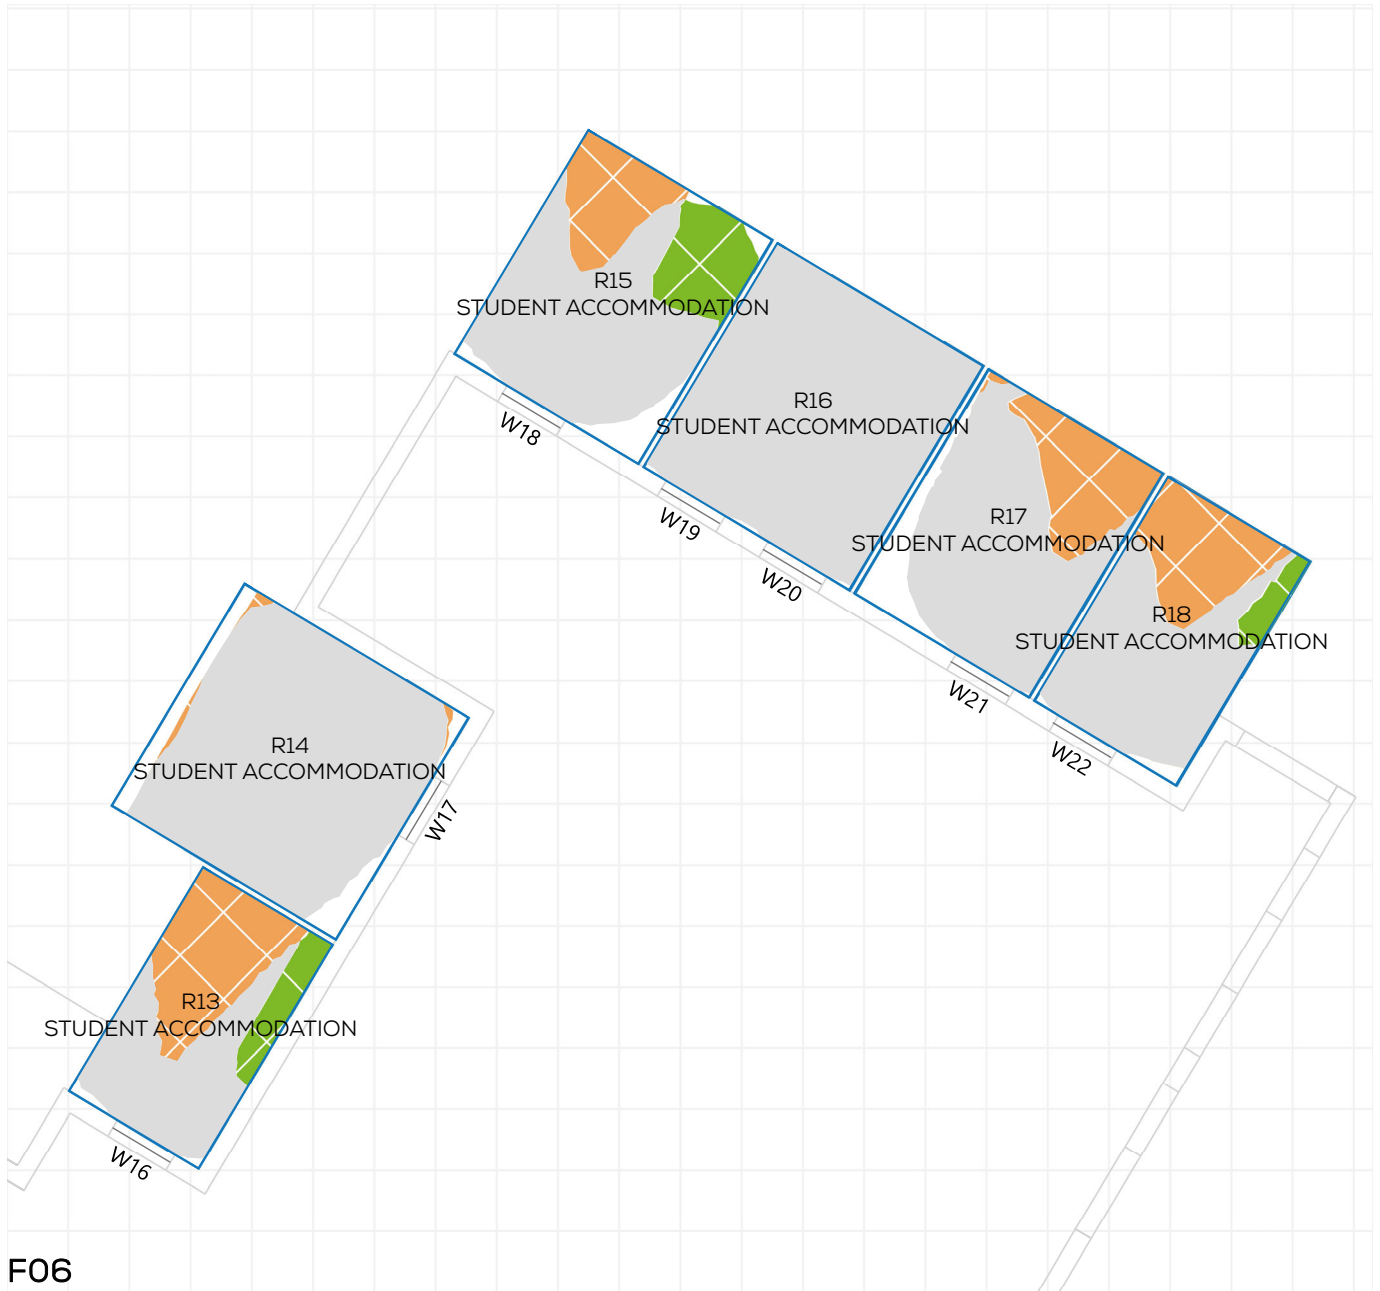 R15
STUDENT ACCOMMODATION
R16
STUDENT ACCOMMODATION
W18
R17
STUDENT ACCOMMODATION
W19
W20
R18
STUDENT ACCOMMODATION
W21
W22
R14
STUDENT ACCOMMODATION
W17
R13
STUDENT ACCOMMODATION
W16
F06